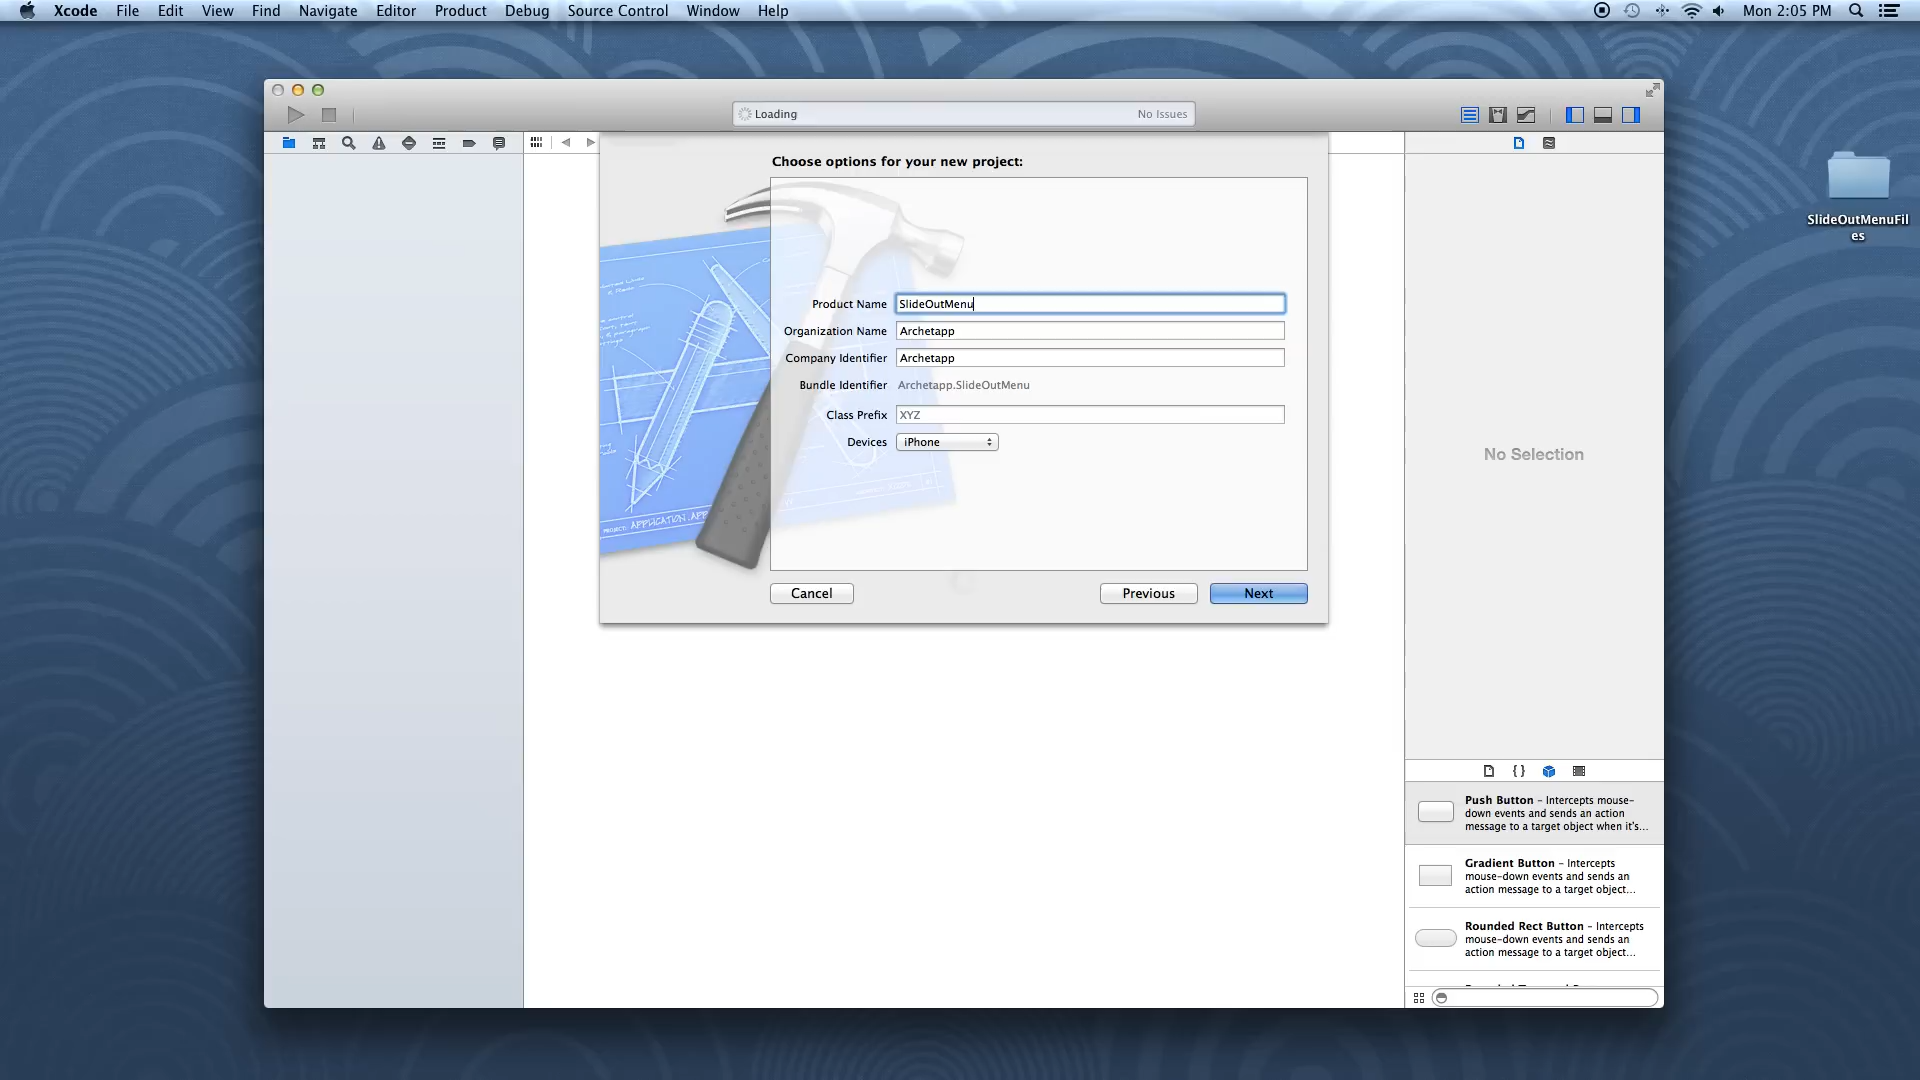 Xcode File Edit View Find Navigate Editor Product Debug Source Control Window Help Mon 2:05 PM
Loading No Issues
Choose options for your new project:
SlideOutMenuFil
es
Product Name SlideOutMenu
Organization Name Archetapp
Company Identifier Archetapp
Bundle Identifier Archetapp.SlideOutMenu
Class Prefix XYZ
Devices iPhone
No Selection
PROJECT: APPLICATION.APP
Cancel Previous Next
{ }
Push Button - Intercepts mouse-
down events and sends an action
message to a target object when it's...
Gradient Button - Intercepts
mouse-down events and sends an
action message to a target object...
Rounded Rect Button - Intercepts
mouse-down events and sends an
action message to a target object...